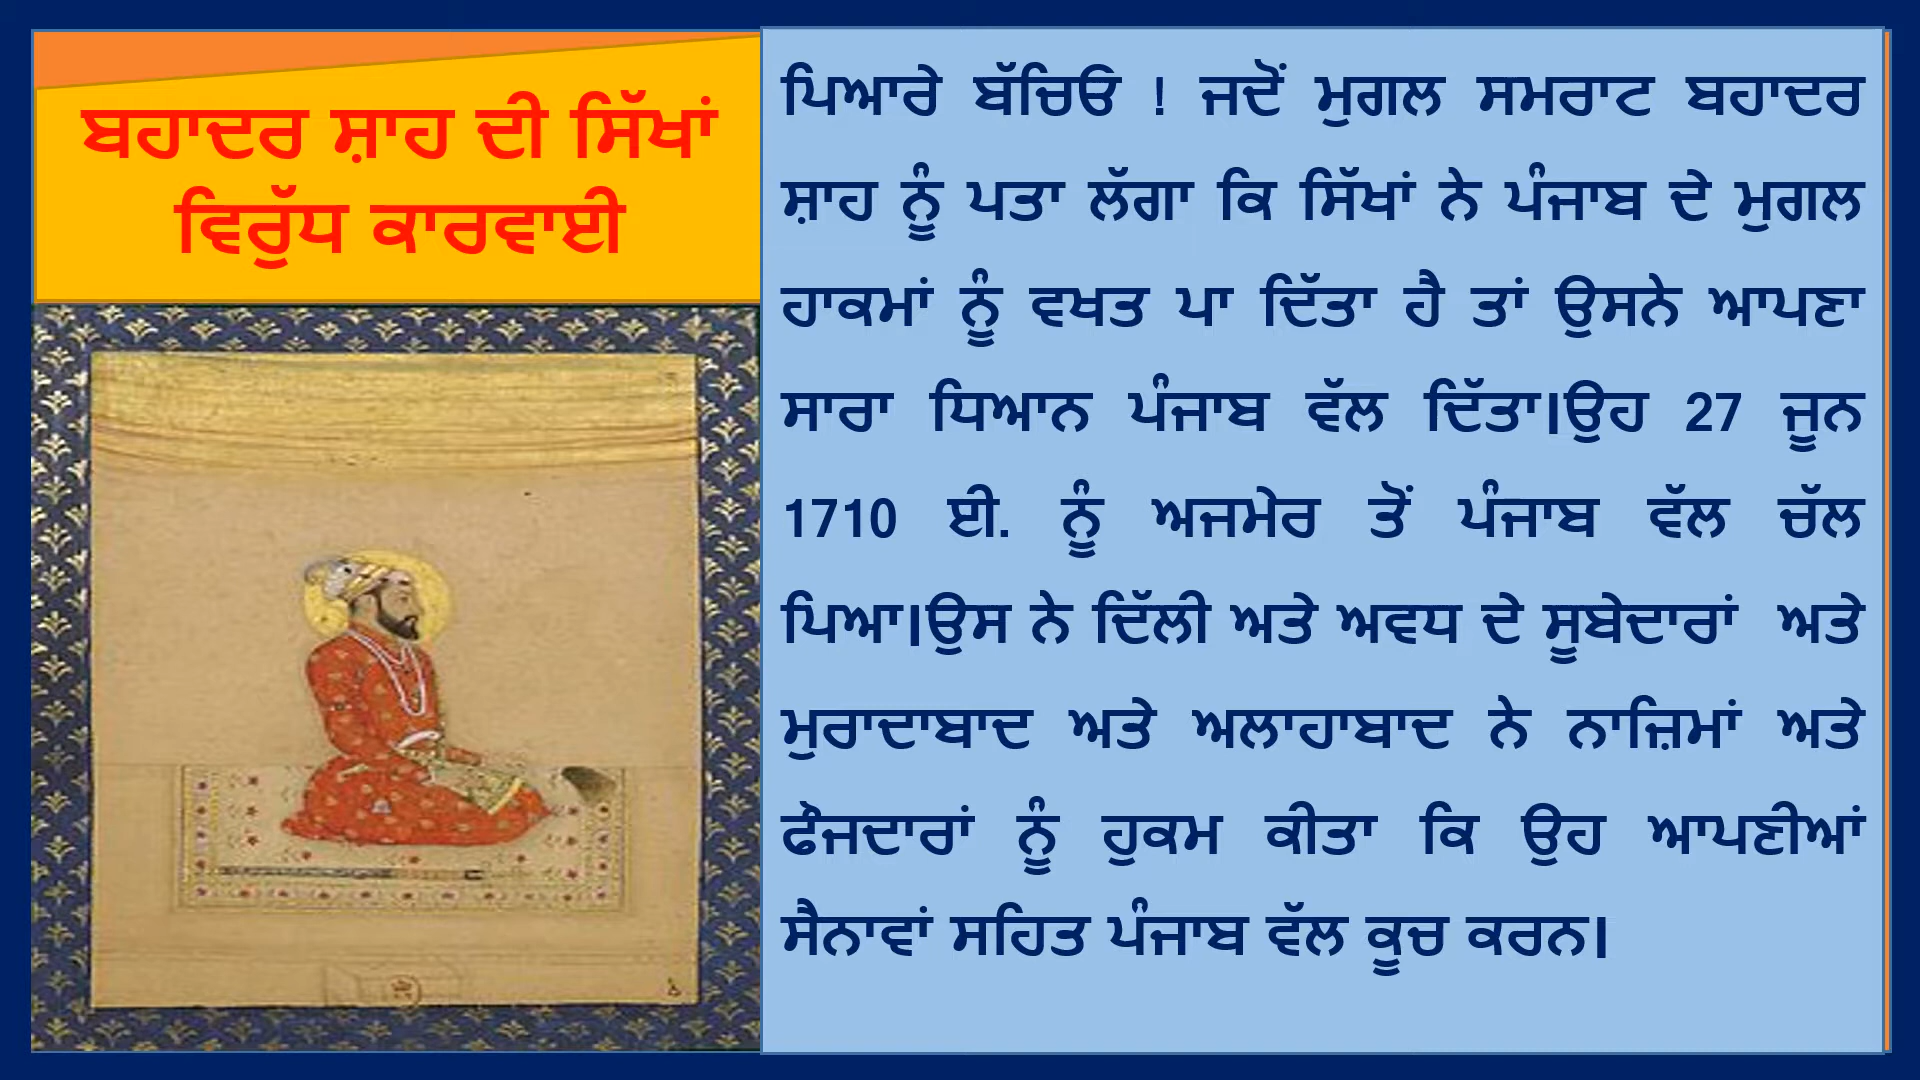 ਬਹਾਦਰ ਸ਼ਾਹ ਦੀ ਸਿੱਖਾਂ
ਵਿਰੁੱਧ ਕਾਰਵਾਈ
ਪਿਆਰੇ ਬੱਚਿਓ ! ਜਦੋਂ ਮੁਗਲ ਸਮਰਾਟ ਬਹਾਦਰ
ਸ਼ਾਹ ਨੂੰ ਪਤਾ ਲੱਗਾ ਕਿ ਸਿੱਖਾਂ ਨੇ ਪੰਜਾਬ ਦੇ ਮੁਗਲ
ਹਾਕਮਾਂ ਨੂੰ ਵਖਤ ਪਾ ਦਿੱਤਾ ਹੈ ਤਾਂ ਉਸਨੇ ਆਪਣਾ
ਸਾਰਾ ਧਿਆਨ ਪੰਜਾਬ ਵੱਲ ਦਿੱਤਾ।ਉਹ 27 ਜੂਨ
1710 ਈ. ਨੂੰ ਅਜਮੇਰ ਤੋਂ ਪੰਜਾਬ ਵੱਲ ਚੱਲ
ਪਿਆ।ਉਸ ਨੇ ਦਿੱਲੀ ਅਤੇ ਅਵਧ ਦੇ ਸੂਬੇਦਾਰਾਂ ਅਤੇ
ਮੁਰਾਦਾਬਾਦ ਅਤੇ ਅਲਾਹਾਬਾਦ ਨੇ ਨਾਜ਼ਿਮਾਂ ਅਤੇ
ਫੌਜਦਾਰਾਂ ਨੂੰ ਹੁਕਮ ਕੀਤਾ ਕਿ ਉਹ ਆਪਣੀਆਂ
ਸੈਨਾਵਾਂ ਸਹਿਤ ਪੰਜਾਬ ਵੱਲ ਕੂਚ ਕਰਨ।